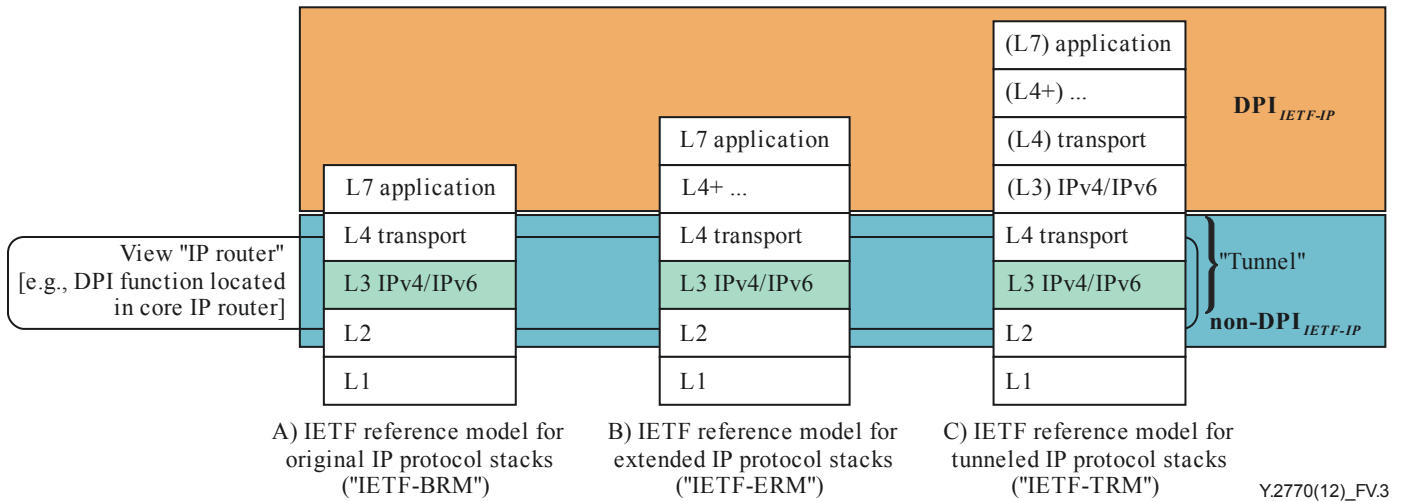 (L7) application
(L4+) ...
DPI IETF-IP
L7 application
(L4) transport
L7 application
L4+ ...
(L3) IPv4/IPv6
View "IP router"
[e.g., DPI function located
in core IP router]
L4 transport
L4 transport
L4 transport
"Tunnel"
L3 IPv4/IPv6
L3 IPv4/IPv6
L3 IPv4/IPv6
non-DPI IETF-IP
L2
L2
L2
L1
L1
L1
A) IETF reference model for
original IP protocol stacks
("IETF-BRM")
B) IETF reference model for
extended IP protocol stacks
("IETF-ERM")
C) IETF reference model for
tunneled IP protocol stacks
("IETF-TRM")
Y.2770(12)_FV.3